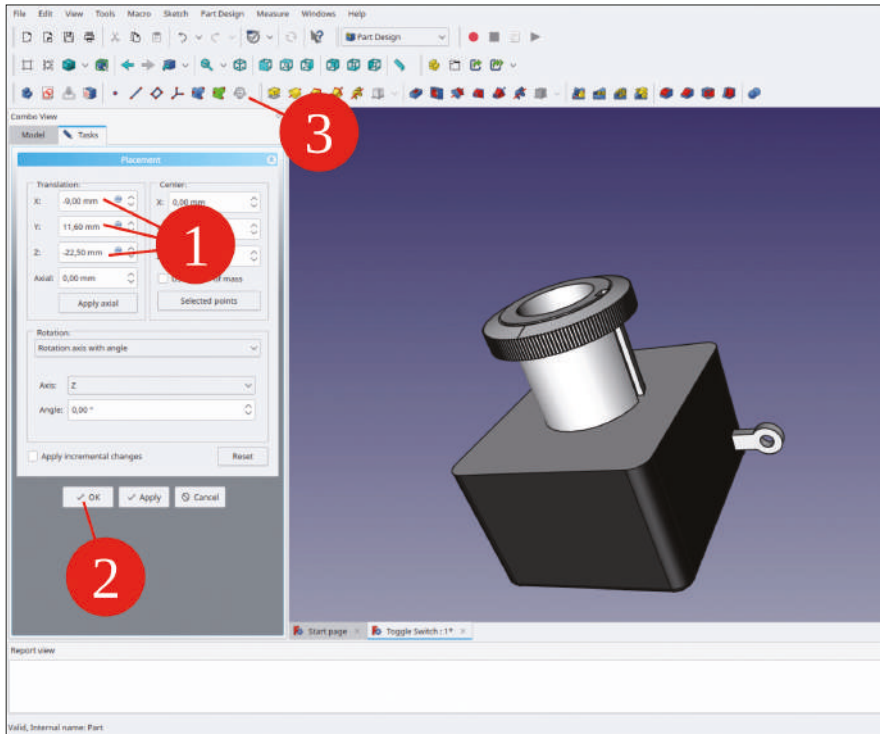 File Edit View Tools Macro Sketch Part Design Measure Windows Help
Part Design
3
Combo View
Model Tasks
Placement
Translation: Center:
X: -9,00 mm X: 0,00 mm
1
Y: 11,60 mm
Z: -22,50 mm
Axial: 0,00 mm of mass
Apply axial Selected points
Rotation:
Rotation axis with angle
Axis: Z
Angle: 0,00 °
Apply incremental changes Reset
OK Apply Cancel
2
Start page Toggle Switch : 1*
Report view
Valid, Internal name: Part